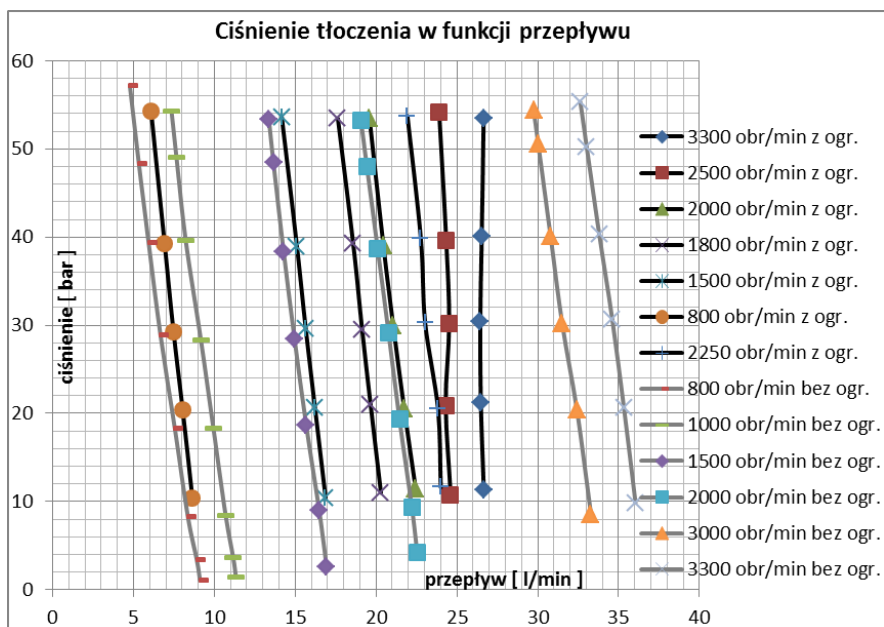 Ciśnienie tłoczenia w funkcji przepływu
60
50
40
30
20
10
0
ciśnienie [ bar]
0 5 10 15 20 25 30 35 40
przepływ [ l/min ]
3300 obr/min z ogr.
2500 obr/min z ogr.
2000 obr/min z ogr.
1800 obr/min z ogr.
1500 obr/min z ogr.
800 obr/min z ogr.
2250 obr/min z ogr.
800 obr/min bez ogr.
1000 obr/min bez ogr.
1500 obr/min bez ogr.
2000 obr/min bez ogr.
3000 obr/min bez ogr.
3300 obr/min bez ogr.